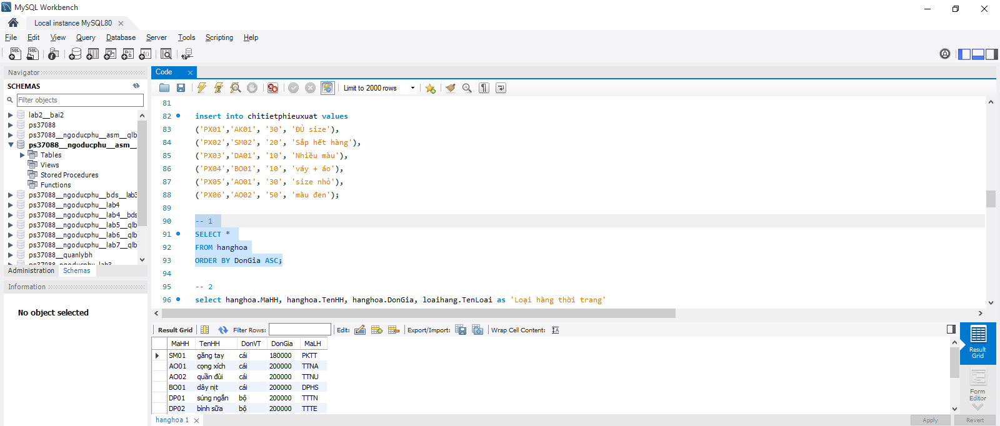 MySQL Workbench
Local instance MySQL80
File Edit View Query Database Server Tools Scripting Help
Navigator
SCHEMAS
Filter objects
lab2__bai2
ps37088
ps37088__ngoducphu__asm__qlb
ps37088__ngoducphu__asm__
Tables
Views
Stored Procedures
Functions
ps37088__ngoducphu__bds__lab3
ps37088__ngoducphu__lab4
ps37088__ngoducphu__lab4__bds
ps37088__ngoducphu__lab5__qlb
ps37088__ngoducphu__lab6__qlb
ps37088__ngoducphu__lab7__qlb
ps37088__quanlybh
Administration Schemas
Information
No object selected
Code
Limit to 2000 rows
81
82 insert into chitietphieuxuat values
83 ('PX01','AK01', '30', 'ĐỦ size'),
84 ('PX02','SM02', '20', 'Sắp hết hàng'),
85 ('PX03','DA01', '10', 'Nhiều màu'),
86 ('PX04','BO01', '10', 'váy + áo'),
87 ('PX05','AO01', '30', 'size nhỏ'),
88 ('PX06','AO02', '50', 'màu đen');
89
90 -- 1
91 SELECT *
92 FROM hanghoa
93 ORDER BY DonGia ASC;
94
95 -- 2
96 select hanghoa.MaHH, hanghoa.TenHH, hanghoa.DonGia, loaihang.TenLoai as 'Loại hàng thời trang'
Result Grid Filter Rows: Edit: Export/Import: Wrap Cell Content:
MaHH TenHH DonVT DonGia MaLH
SM01 găng tay cái 180000 PKTT
AO01 cọng xích cái 200000 TTNA
AO02 quần đùi cái 200000 TTNU
BO01 dây nịt cái 200000 DPHS
DP01 súng ngắn bộ 200000 TTTN
DP02 bình sữa bộ 200000 TTTE
Result
Grid
Form
Editor
hanghoa 1
Apply Revert